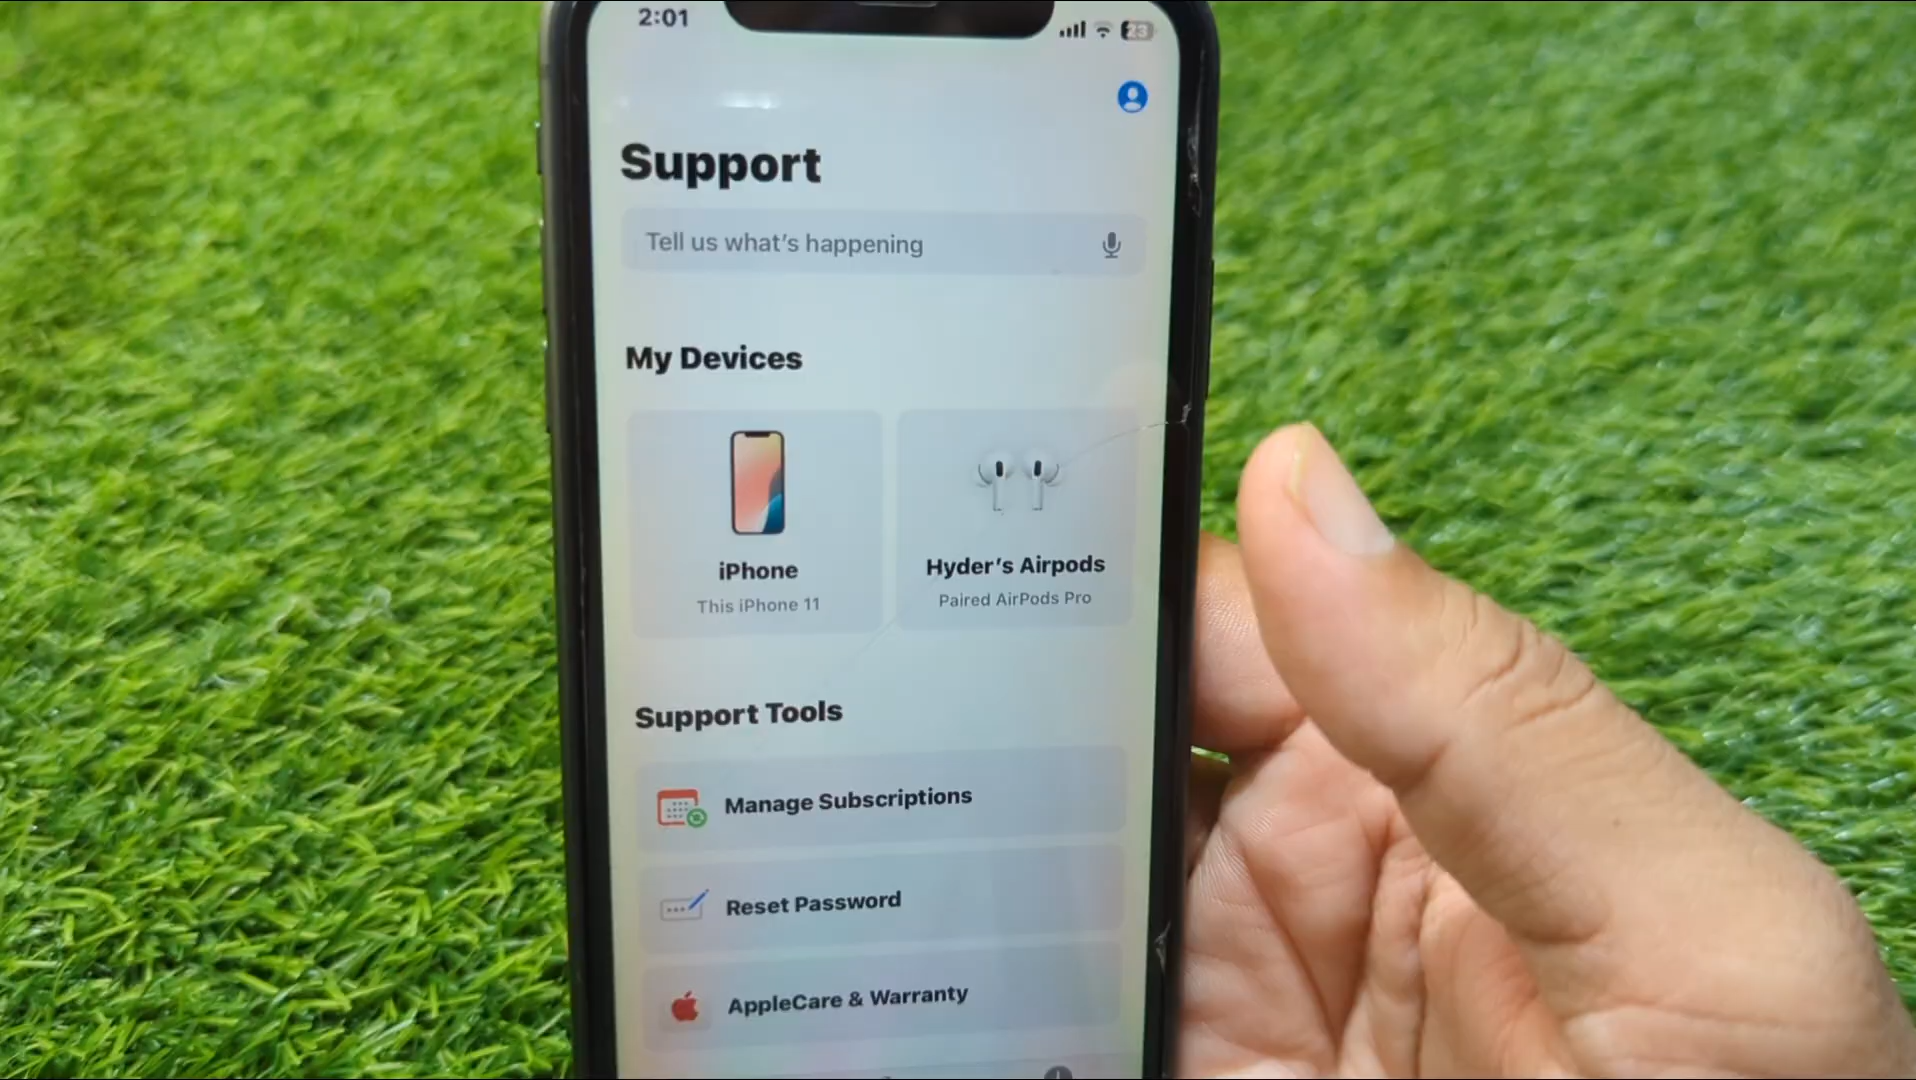 2:01
23
Support
Tell us what's happening
My Devices
iPhone
This iPhone 11
Hyder's Airpods
Paired AirPods Pro
Support Tools
Manage Subscriptions
Reset Password
AppleCare & Warranty